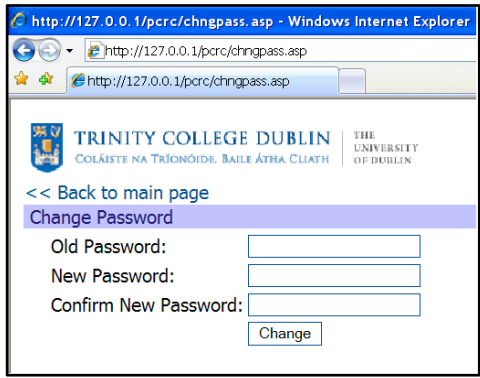 http://127.0.0.1/pcrc/chngpass.asp - Windows Internet Explorer
http://127.0.0.1/pcrc/chngpass.asp
http://127.0.0.1/pcrc/chngpass.asp
TRINITY COLLEGE DUBLIN
COLÁISTE NA TRÍONÓIDE, BAILE ÁTHA CLIATH
THE
UNIVERSITY
OF DUBLIN
<< Back to main page
Change Password
Old Password:
New Password:
Confirm New Password:
Change